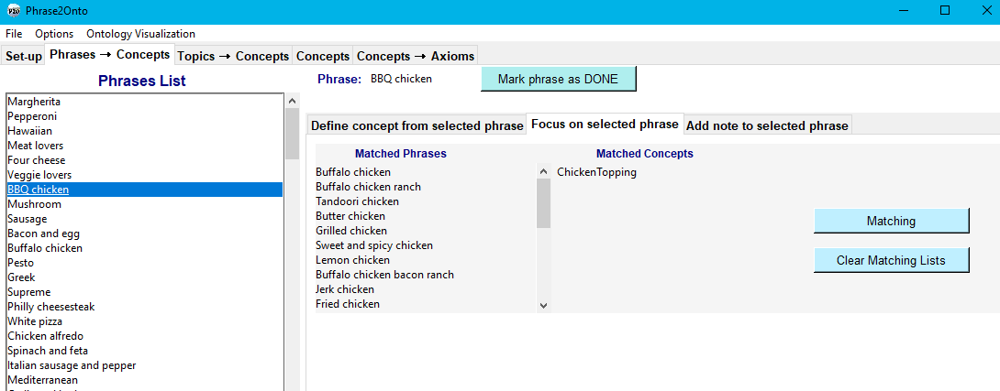 Phrase2Onto
File Options Ontology Visualization
Set-up Phrases → Concepts Topics → Concepts Concepts Concepts → Axioms
Phrases List
Margherita
Pepperoni
Hawaiian
Meat lovers
Four cheese
Veggie lovers
BBQ chicken
Mushroom
Sausage
Bacon and egg
Buffalo chicken
Pesto
Greek
Supreme
Philly cheesesteak
White pizza
Chicken alfredo
Spinach and feta
Italian sausage and pepper
Mediterranean
Phrase: BBQ chicken Mark phrase as DONE
Define concept from selected phrase Focus on selected phrase Add note to selected phrase
Matched Phrases
Buffalo chicken
Buffalo chicken ranch
Tandoori chicken
Butter chicken
Grilled chicken
Sweet and spicy chicken
Lemon chicken
Buffalo chicken bacon ranch
Jerk chicken
Fried chicken
Matched Concepts
ChickenTopping
Matching
Clear Matching Lists